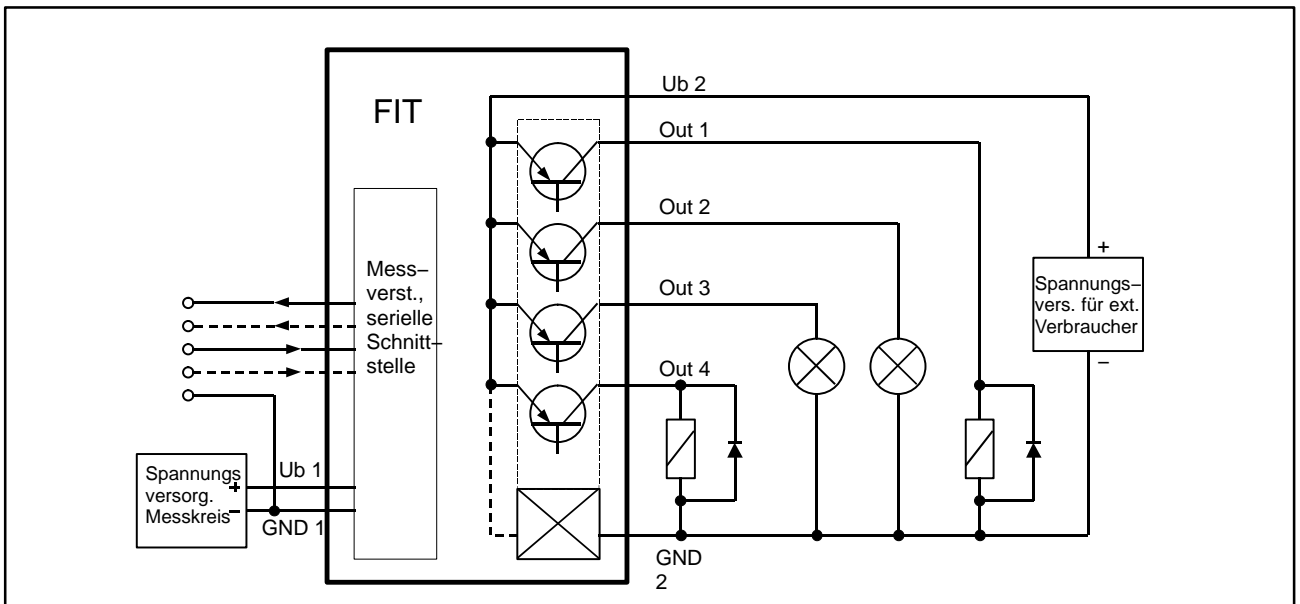 FIT
Ub 2
Out 1
Out 2
Out 3
Out 4
Mess–
verst.,
serielle
Schnitt–
stelle
+
Spannungs–
vers. für ext.
Verbraucher
–
Spannungs
versorg.
Messkreis
+
–
Ub 1
GND 1
GND
2